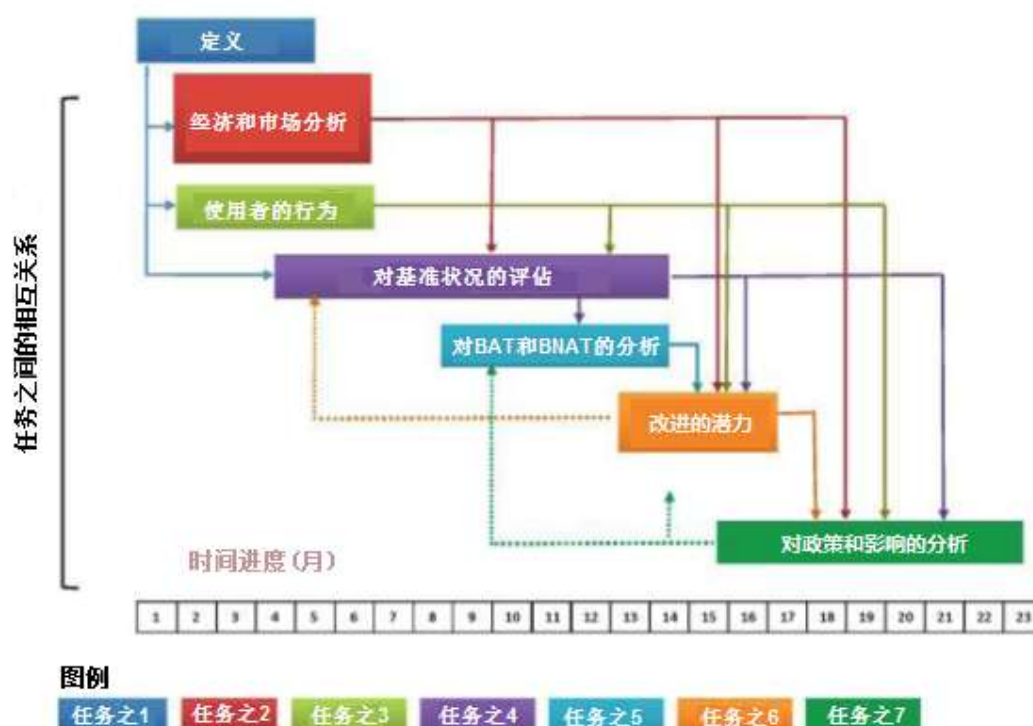 定义
经济和市场分析
使用者的行为
对基准状况的评估
对BAT和BNAT的分析
改进的潜力
对政策和影响的分析
任务之间的相互关系
时间进度(月)
1 2 3 4 5 6 7 8 9 10 11 12 13 14 15 16 17 18 19 20 21 22 23
图例
任务之1 任务之2 任务之3 任务之4 任务之5 任务之6 任务之7